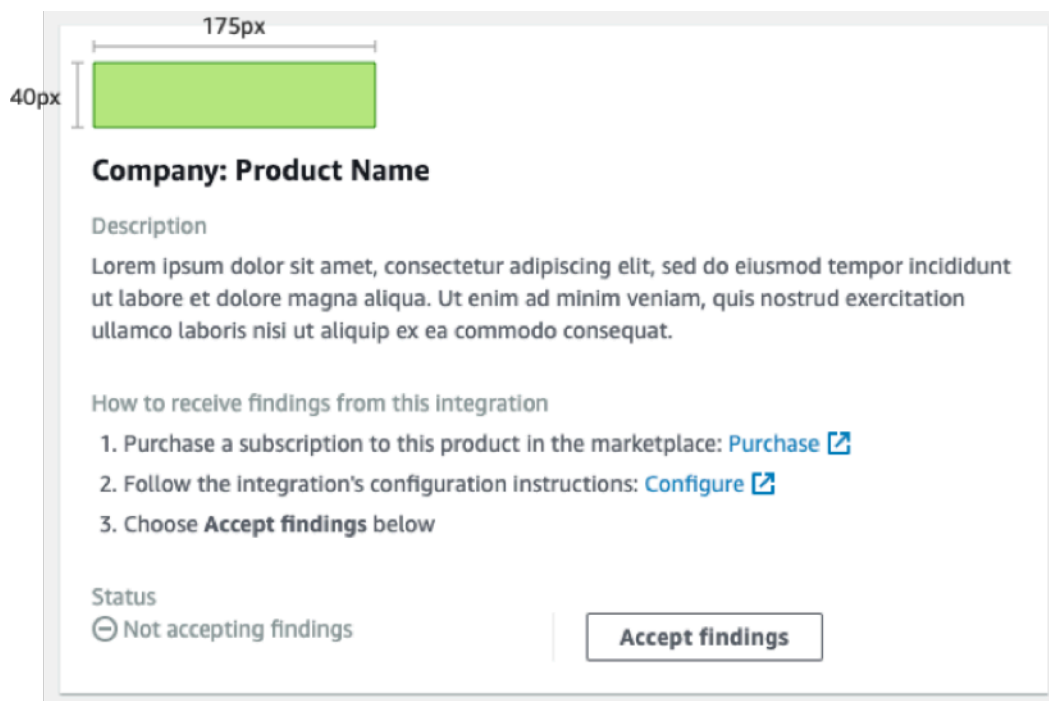 175px
40px
Company: Product Name
Description
Lorem ipsum dolor sit amet, consectetur adipiscing elit, sed do eiusmod tempor incididunt
ut labore et dolore magna aliqua. Ut enim ad minim veniam, quis nostrud exercitation
ullamco laboris nisi ut aliquip ex ea commodo consequat.
How to receive findings from this integration
1. Purchase a subscription to this product in the marketplace: Purchase
2. Follow the integration's configuration instructions: Configure
3. Choose Accept findings below
Status
Not accepting findings
Accept findings